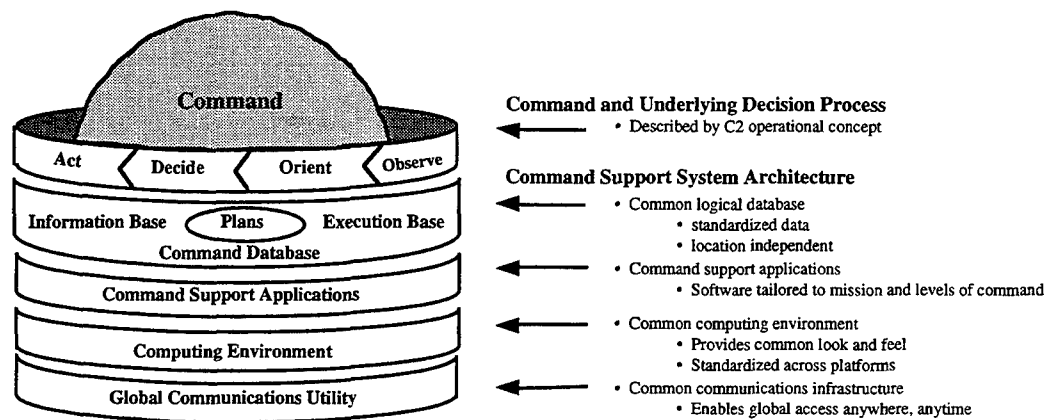 Command
Act
Decide
Orient
Observe
Information Base
Plans
Execution Base
Command Database
Command Support Applications
Computing Environment
Global Communications Utility
Command and Underlying Decision Process
• Described by C2 operational concept
Command Support System Architecture
• Common logical database
• standardized data
• location independent
• Command support applications
• Software tailored to mission and levels of command
• Common computing environment
• Provides common look and feel
• Standardized across platforms
• Common communications infrastructure
• Enables global access anywhere, anytime